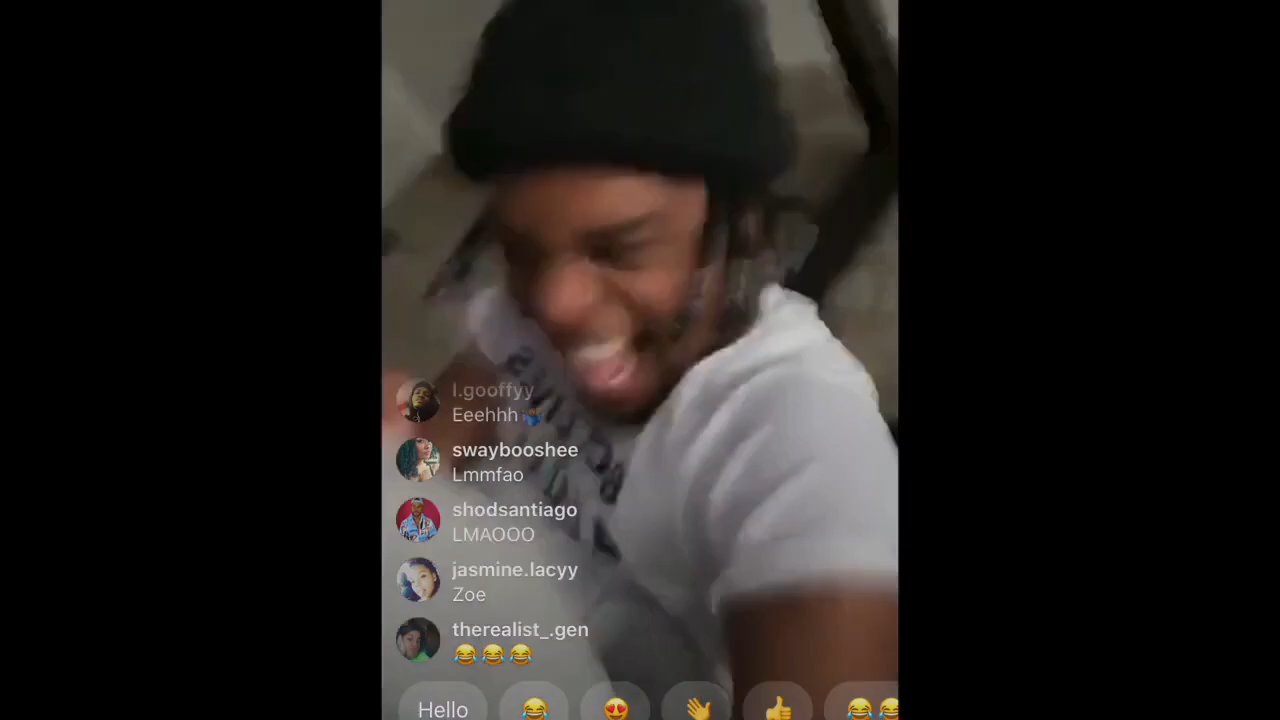 l.gooffyy
Eeehhh🤷🏾‍♂️
swaybooshee
Lmmfao
shodsantiago
LMAOOO
jasmine.lacyy
Zoe
therealist_.gen
😂😂😂
Hello 😂 😍 👋 👍 😂😂